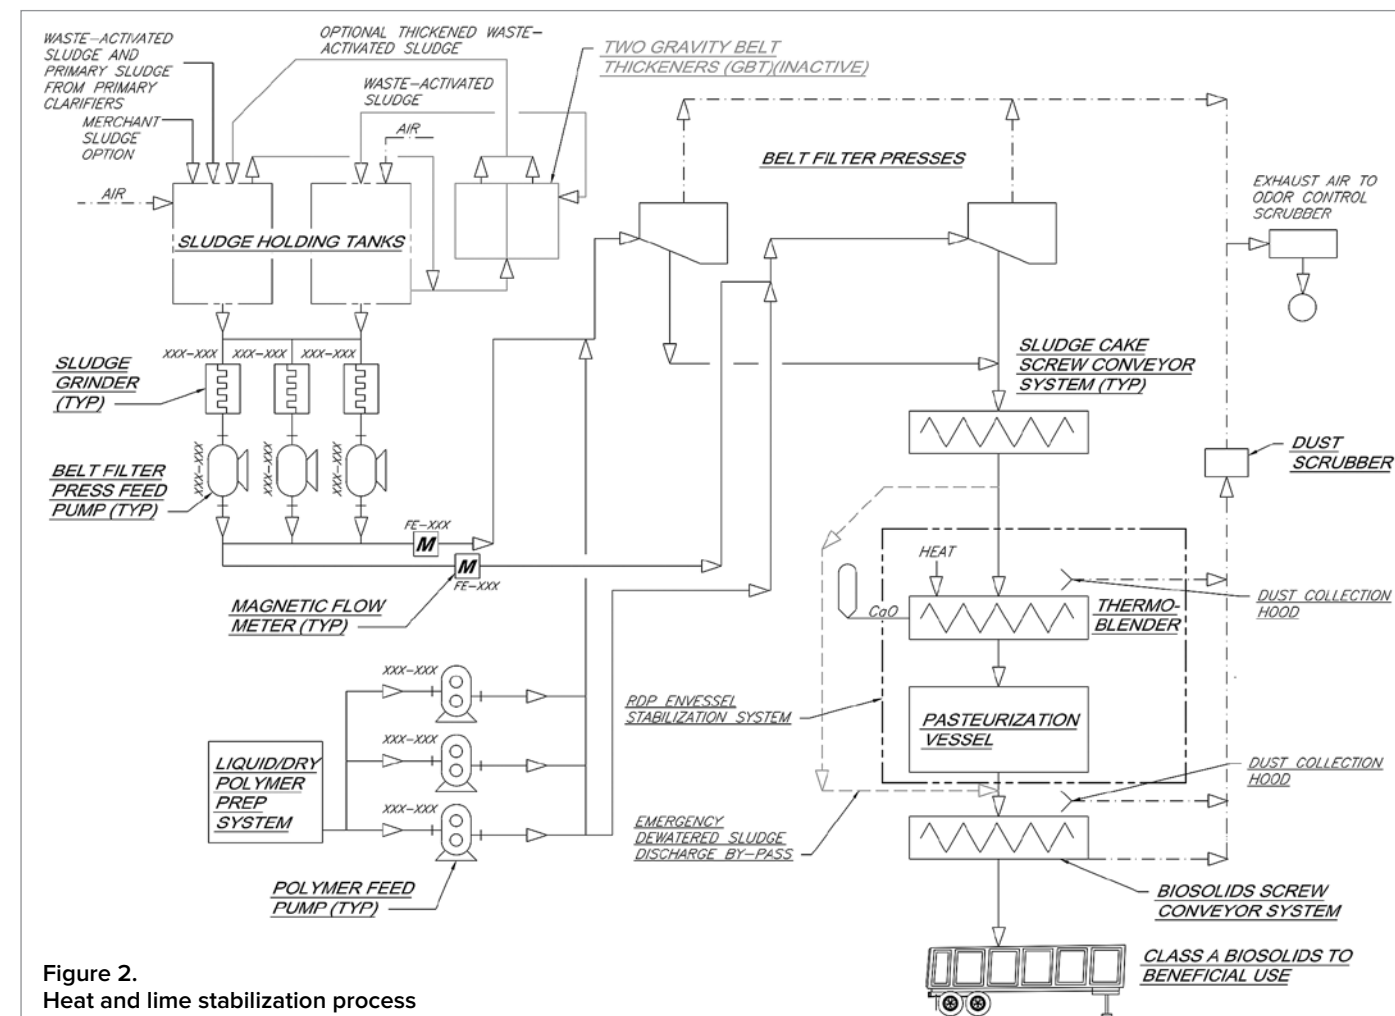 WASTE-ACTIVATED
SLUDGE AND
PRIMARY SLUDGE
FROM PRIMARY
CLARIFIERS
MERCHANT
SLUDGE
OPTION
OPTIONAL THICKENED WASTE-
ACTIVATED SLUDGE
WASTE-ACTIVATED
SLUDGE
TWO GRAVITY BELT
THICKENERS (GBT)(INACTIVE)
AIR
AIR
SLUDGE HOLDING TANKS
BELT FILTER PRESSES
EXHAUST AIR TO
ODOR CONTROL
SCRUBBER
XXX-XXX XXX-XXX XXX-XXX
SLUDGE
GRINDER
(TYP)
SLUDGE CAKE
SCREW CONVEYOR
SYSTEM (TYP)
XXX-XXX
XXX-XXX
XXX-XXX
BELT FILTER
PRESS FEED
PUMP (TYP)
DUST
SCRUBBER
FE-XXX
M
M
FE-XXX
MAGNETIC FLOW
METER (TYP)
HEAT
CaO
THERMO-
BLENDER
DUST COLLECTION
HOOD
XXX-XXX
XXX-XXX
XXX-XXX
RDP ENVESSEL
STABILIZATION SYSTEM
PASTEURIZATION
VESSEL
LIQUID/DRY
POLYMER
PREP
SYSTEM
DUST COLLECTION
HOOD
EMERGENCY
DEWATERED SLUDGE
DISCHARGE BY-PASS
POLYMER FEED
PUMP (TYP)
BIOSOLIDS SCREW
CONVEYOR SYSTEM
CLASS A BIOSOLIDS TO
BENEFICIAL USE
Figure 2.
Heat and lime stabilization process